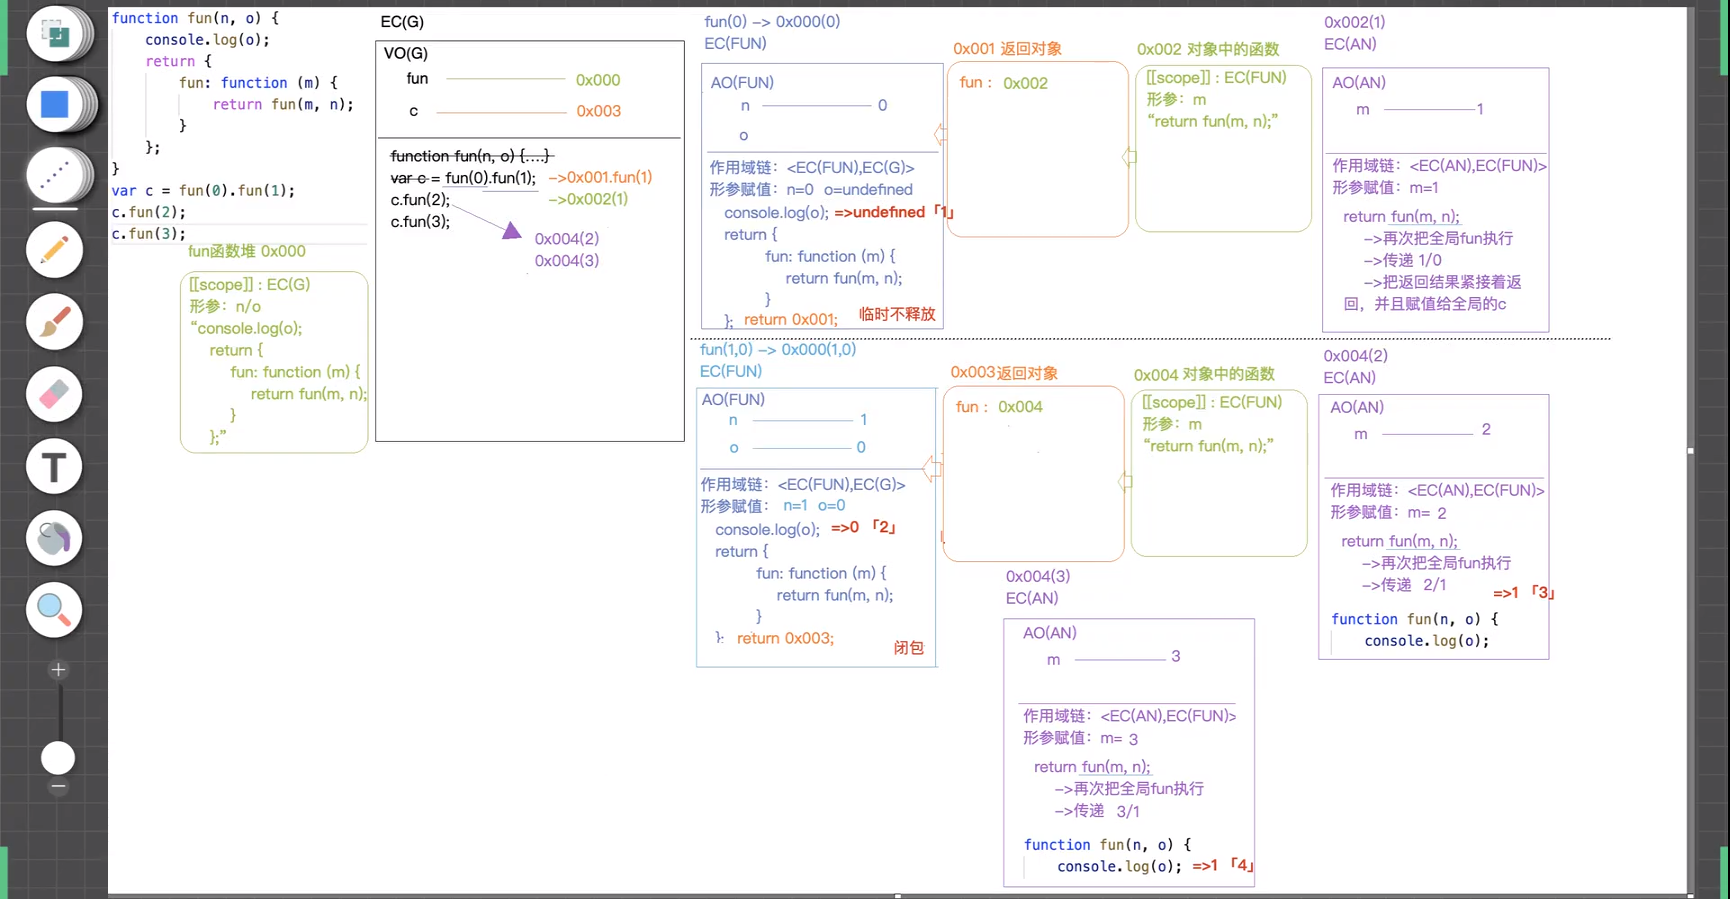 function fun(n, o) {
console.log(o);
return {
fun: function (m) {
return fun(m, n);
}
};
}
var c = fun(0).fun(1);
c.fun(2);
c.fun(3);
fun函数堆 0x000
[[scope]] : EC(G)
形参：n/o
“console.log(o);
return {
fun: function (m) {
return fun(m, n);
}
};”
EC(G)
VO(G)
fun 0x000
c 0x003
function fun(n, o) {....}
var c = fun(0).fun(1); ->0x001.fun(1)
c.fun(2); ->0x002(1)
c.fun(3);
0x004(2)
0x004(3)
fun(0) -> 0x000(0)
EC(FUN)
AO(FUN)
n 0
o
作用域链：<EC(FUN),EC(G)>
形参赋值：n=0 o=undefined
console.log(o); =>undefined「1」
return {
fun: function (m) {
return fun(m, n);
}
}; return 0x001; 临时不释放
0x001 返回对象
fun： 0x002
0x002 对象中的函数
[[scope]] : EC(FUN)
形参：m
“return fun(m, n);”
0x002(1)
EC(AN)
AO(AN)
m 1
作用域链：<EC(AN),EC(FUN)>
形参赋值：m=1
return fun(m, n);
->再次把全局fun执行
->传递 1/0
->把返回结果紧接着返
回，并且赋值给全局的c
fun(1,0) -> 0x000(1,0)
EC(FUN)
AO(FUN)
n 1
o 0
作用域链：<EC(FUN),EC(G)>
形参赋值： n=1 o=0
console.log(o); =>0 「2」
return {
fun: function (m) {
return fun(m, n);
}
}; return 0x003;
闭包
0x003返回对象
fun： 0x004
0x004 对象中的函数
[[scope]] : EC(FUN)
形参：m
“return fun(m, n);”
0x004(2)
EC(AN)
AO(AN)
m 2
作用域链：<EC(AN),EC(FUN)>
形参赋值：m= 2
return fun(m, n);
->再次把全局fun执行
->传递 2/1
=>1 「3」
function fun(n, o) {
console.log(o);
0x004(3)
EC(AN)
AO(AN)
m 3
作用域链：<EC(AN),EC(FUN)>
形参赋值：m= 3
return fun(m, n);
->再次把全局fun执行
->传递 3/1
function fun(n, o) {
console.log(o); =>1 「4」
T